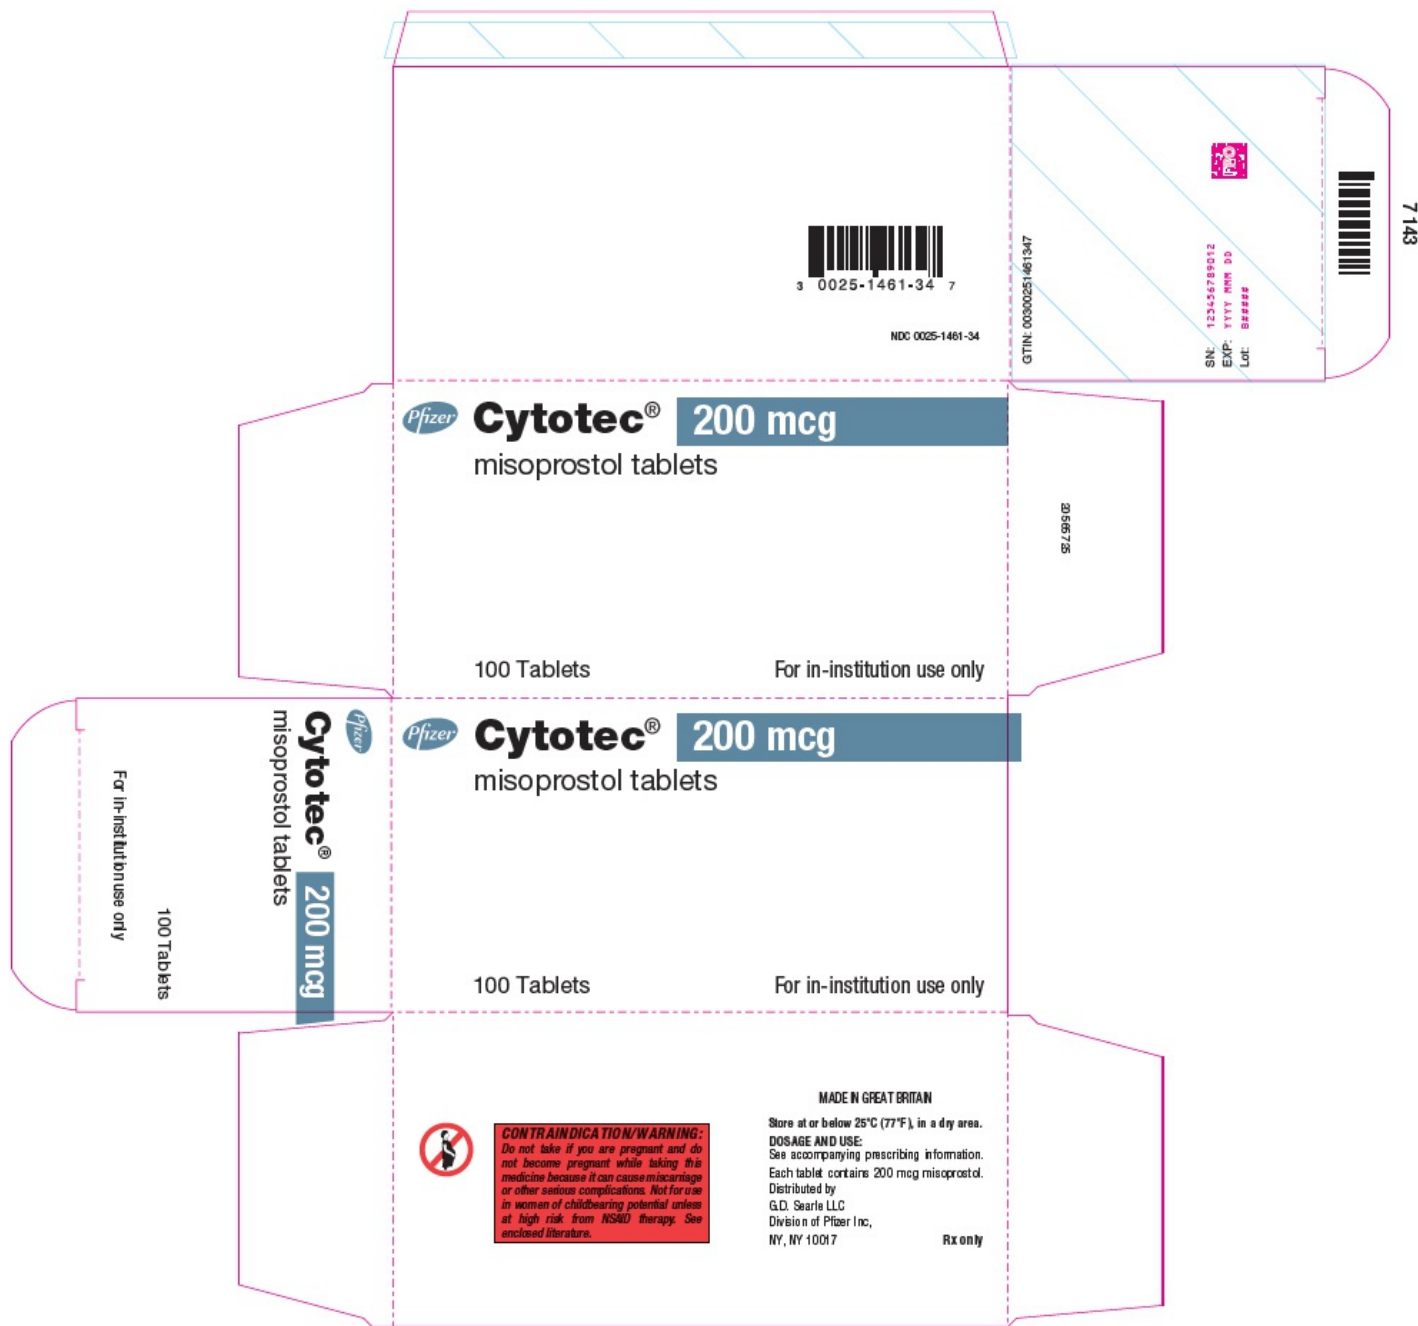 7 143
3 0025-1461-34 7
NDC 0025-1461-34
GTIN: 00300251461347
PRO
SN: 123456789012
EXP: YYYY MMM DD
Lot: B#####
Pfizer Cytotec® 200 mcg
misoprostol tablets
100 Tablets For in-institution use only
Pfizer Cytotec® 200 mcg
misoprostol tablets
100 Tablets For in-institution use only
Pfizer
Cytotec® 200 mcg
misoprostol tablets
100 Tablets
For in-institution use only
CONTRAINDICATION/WARNING:
Do not take if you are pregnant and do
not become pregnant while taking this
medicine because it can cause miscarriage
or other serious complications. Not for use
in women of childbearing potential unless
at high risk from NSAID therapy. See
enclosed literature.
MADE IN GREAT BRITAIN
Store at or below 25°C (77°F), in a dry area.
DOSAGE AND USE:
See accompanying prescribing information.
Each tablet contains 200 mcg misoprostol.
Distributed by
G.D. Searle LLC
Division of Pfizer Inc,
NY, NY 10017 Rx only